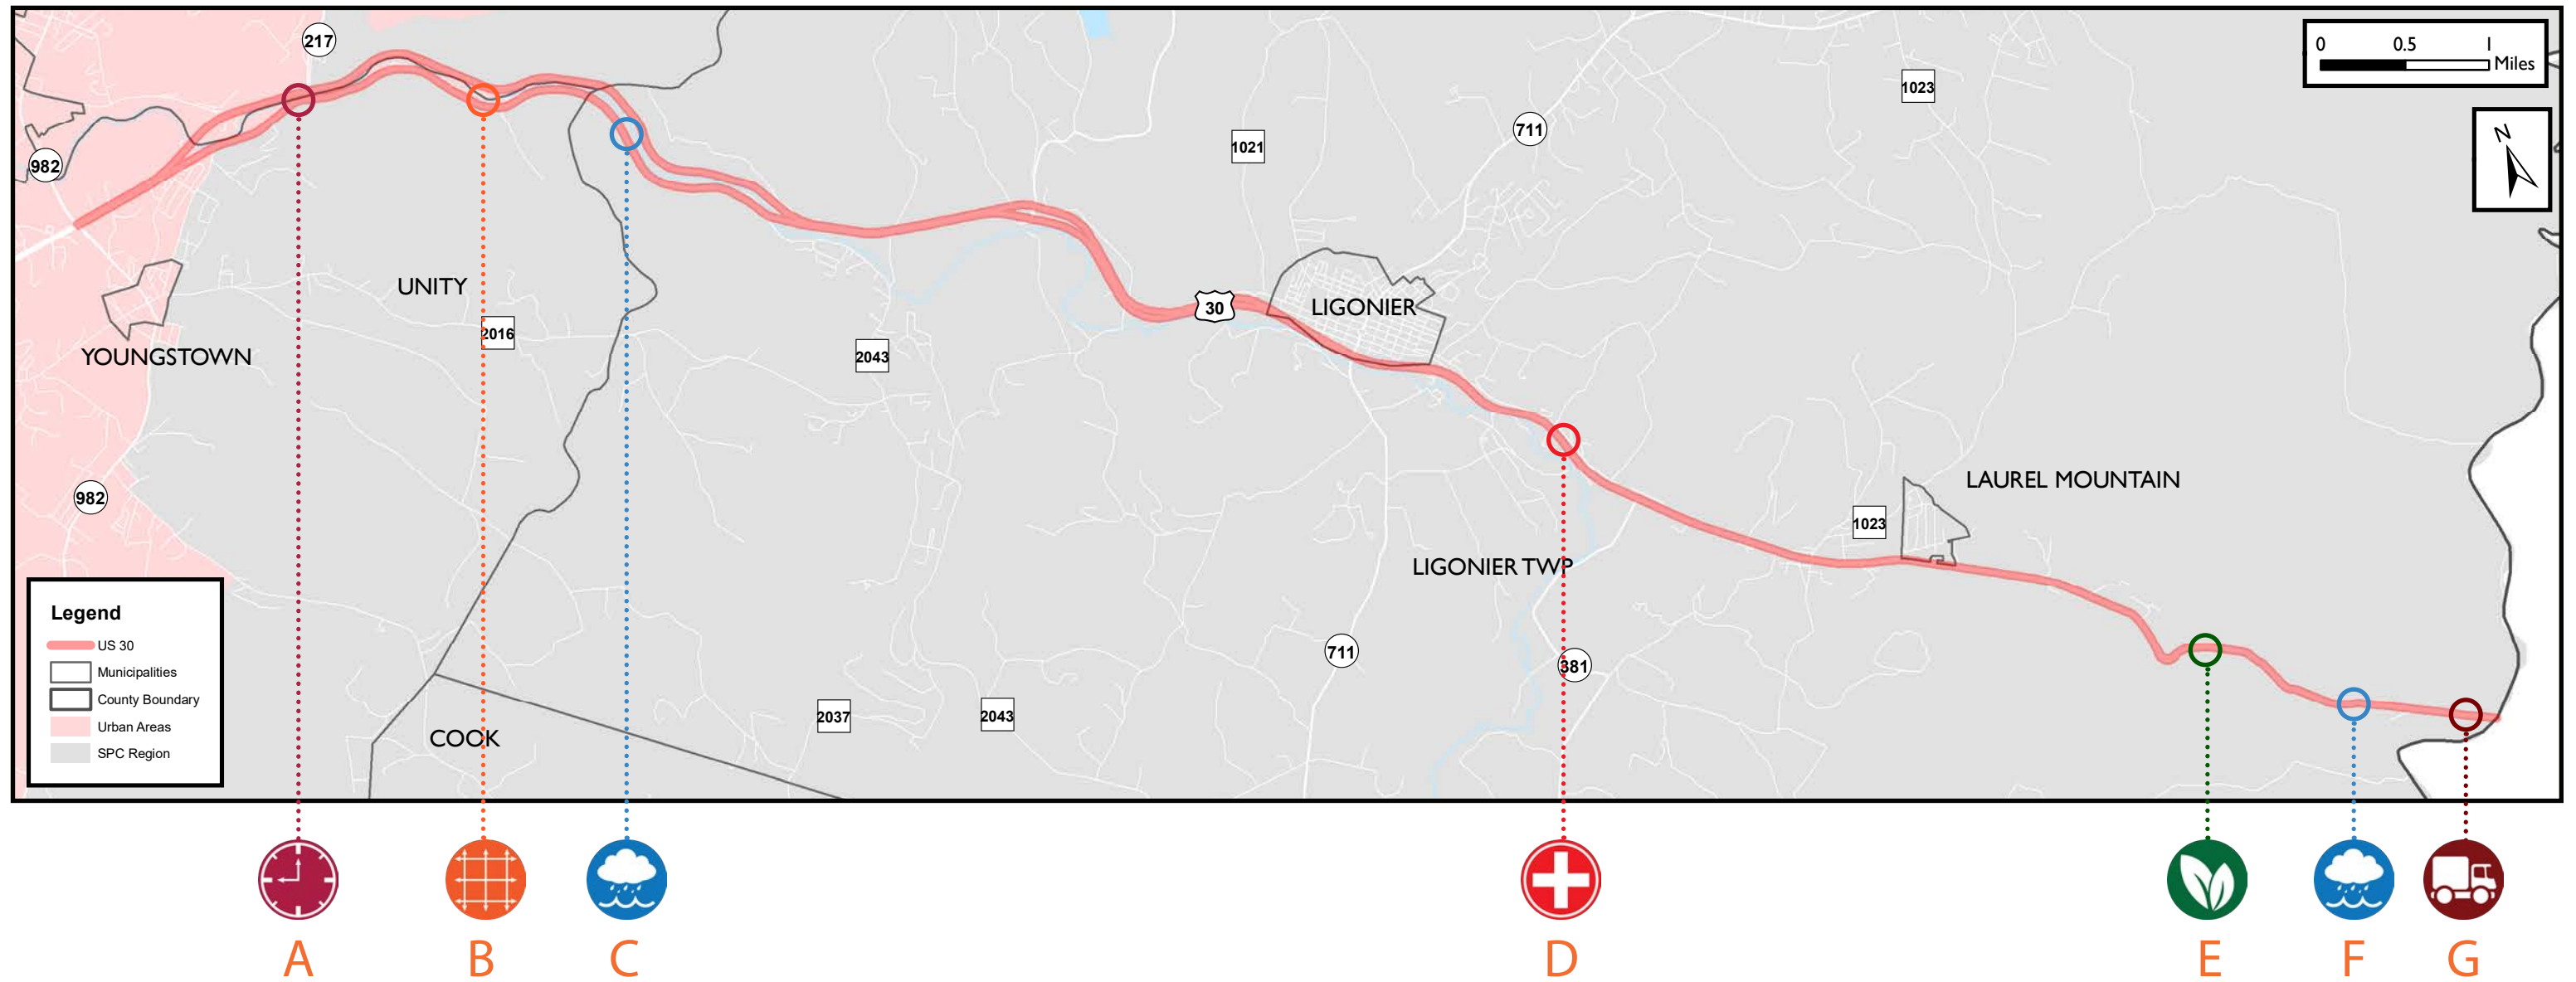 217
0 0.5 1
Miles
1023
N
711
1021
982
UNITY
30
LIGONIER
2016
YOUNGSTOWN
2043
982
LAUREL MOUNTAIN
1023
LIGONIER TWP
Legend
US 30
Municipalities
County Boundary
Urban Areas
SPC Region
711
381
2037
2043
COOK
A B C D E F G